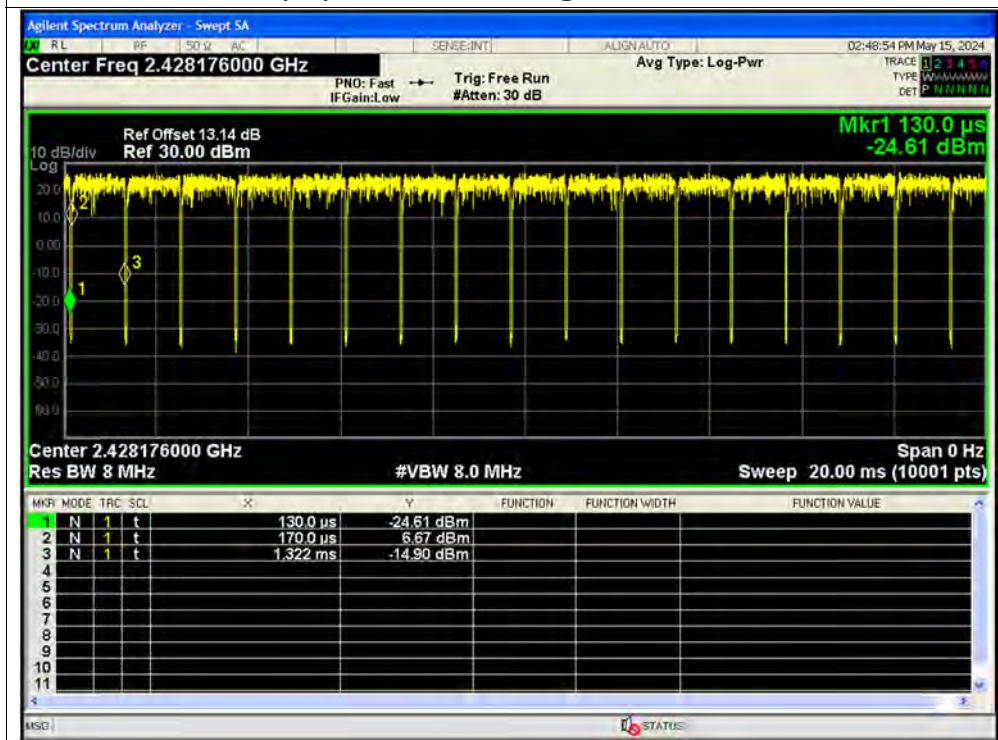 Agilent Spectrum Analyzer - Swept SA
RL RF 50 Ω AC SENSE:INT ALIGN AUTO 02:48:54 PM May 15, 2024
Center Freq 2.428176000 GHz Avg Type: Log-Pwr TRACE 1 2 3 4 5 6
PNO: Fast Trig: Free Run TYPE
IFGain:Low #Atten: 30 dB DET P N N N N N
Mkr1 130.0 µs
Ref Offset 13.14 dB
10 dB/div Ref 30.00 dBm -24.61 dBm
Log
20.0
10.0
0.00
-10.0
-20.0
-30.0
-40.0
-50.0
-60.0
2
3
1
Center 2.428176000 GHz Span 0 Hz
Res BW 8 MHz #VBW 8.0 MHz Sweep 20.00 ms (10001 pts)
MKR MODE TRC SCL X Y FUNCTION FUNCTION WIDTH FUNCTION VALUE
1 N 1 t 130.0 µs -24.61 dBm
2 N 1 t 170.0 µs 6.67 dBm
3 N 1 t 1.322 ms -14.90 dBm
4
5
6
7
8
9
10
11
MSG STATUS